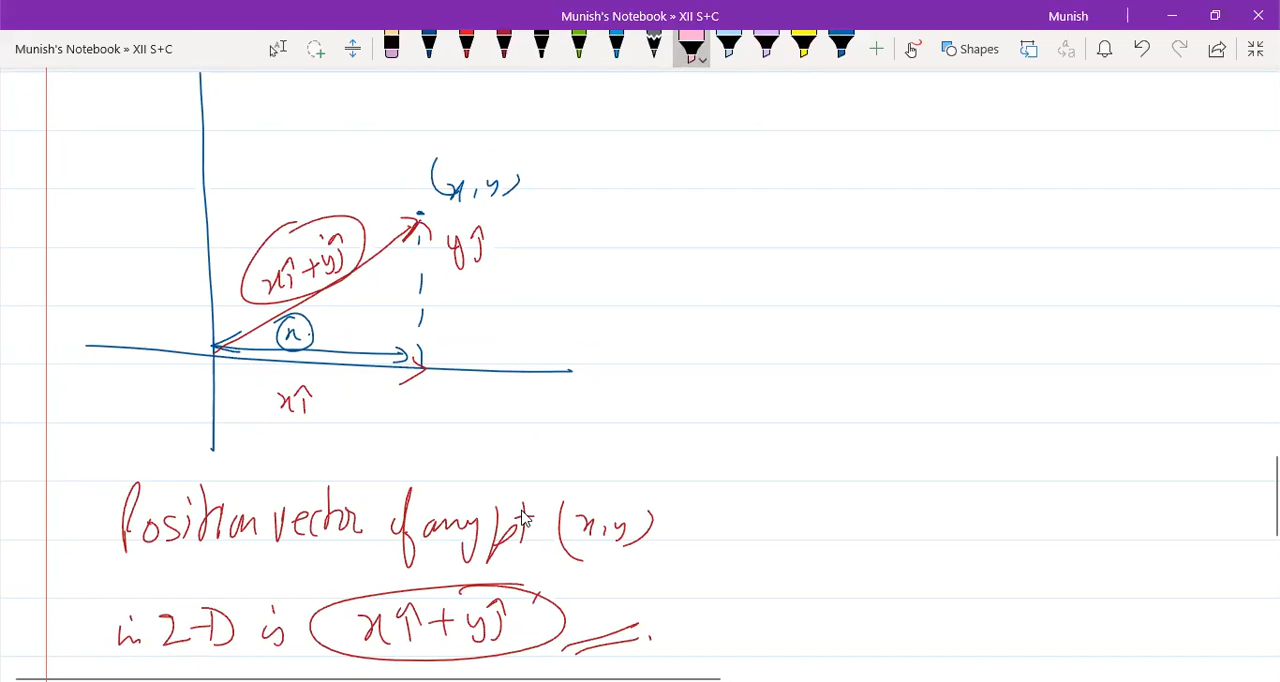 Munish's Notebook » XII S+C
Munish
Munish's Notebook » XII S+C
Shapes
(x,y)
xî+yĵ
yĵ
x
xî
Position vector of any pt (x,y)
in 2-D is xî+yĵ